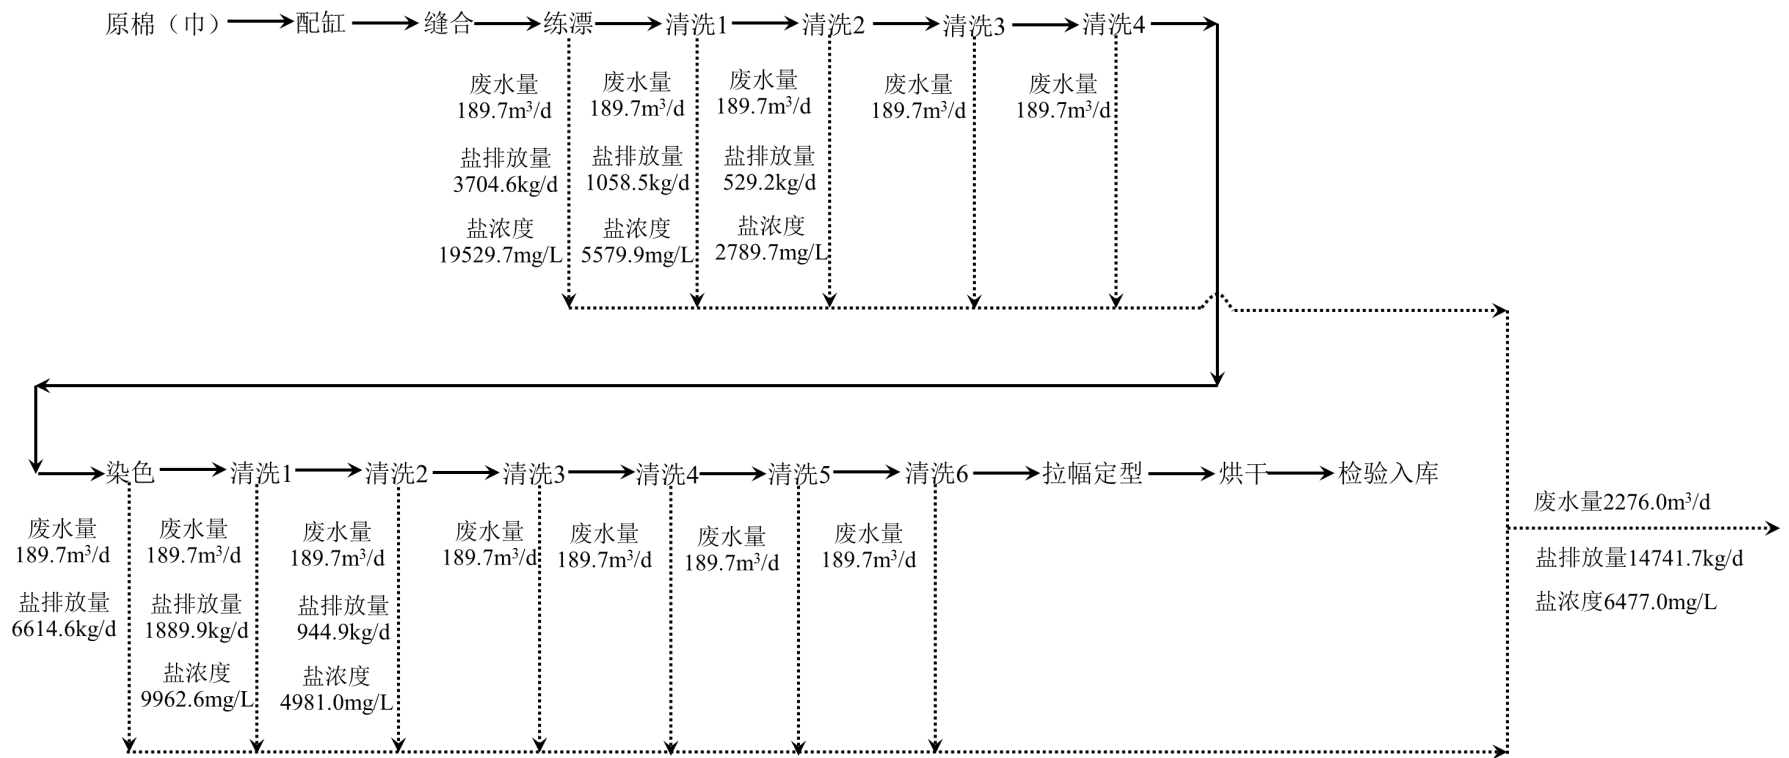 原棉（巾）
配缸
缝合
练漂
清洗1
清洗2
清洗3
清洗4
废水量
189.7m³/d
盐排放量
3704.6kg/d
盐浓度
19529.7mg/L
废水量
189.7m³/d
盐排放量
1058.5kg/d
盐浓度
5579.9mg/L
废水量
189.7m³/d
盐排放量
529.2kg/d
盐浓度
2789.7mg/L
废水量
189.7m³/d
废水量
189.7m³/d
染色
清洗1
清洗2
清洗3
清洗4
清洗5
清洗6
拉幅定型
烘干
检验入库
废水量
189.7m³/d
盐排放量
6614.6kg/d
废水量
189.7m³/d
盐排放量
1889.9kg/d
盐浓度
9962.6mg/L
废水量
189.7m³/d
盐排放量
944.9kg/d
盐浓度
4981.0mg/L
废水量
189.7m³/d
废水量
189.7m³/d
废水量
189.7m³/d
废水量
189.7m³/d
废水量2276.0m³/d
盐排放量14741.7kg/d
盐浓度6477.0mg/L